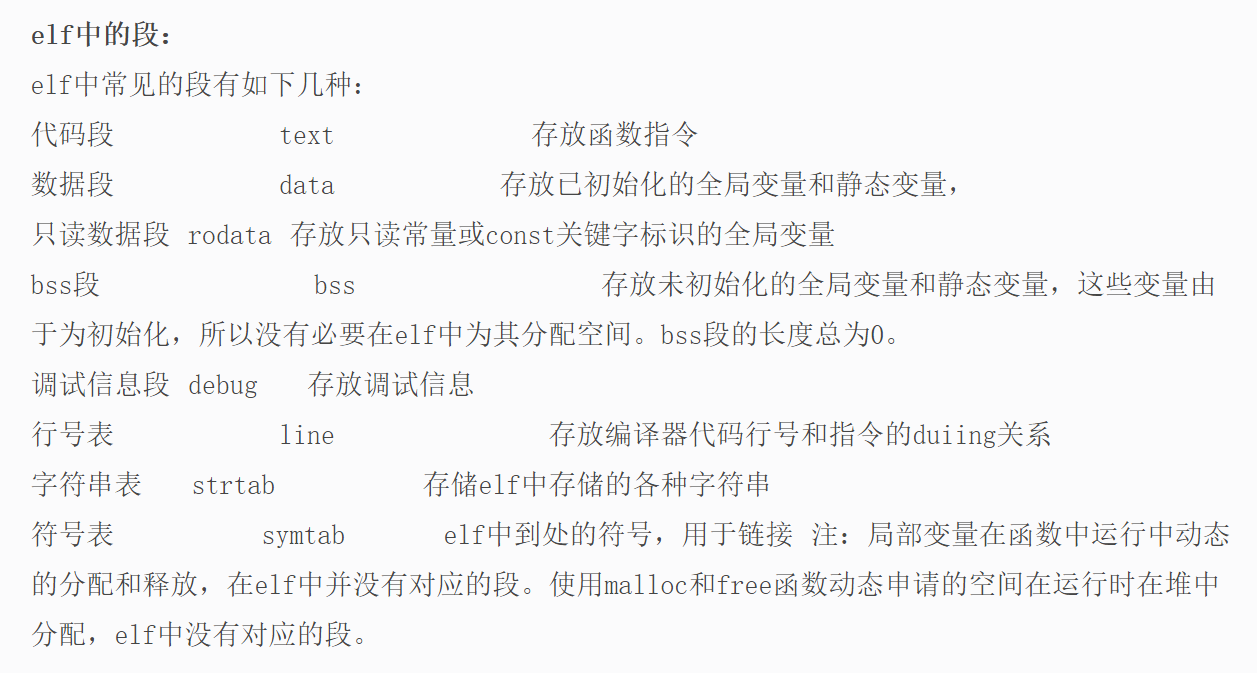 elf中的段：
elf中常见的段有如下几种：
代码段 text 存放函数指令
数据段 data 存放已初始化的全局变量和静态变量，
只读数据段 rodata 存放只读常量或const关键字标识的全局变量
bss段 bss 存放未初始化的全局变量和静态变量，这些变量由
于为初始化，所以没有必要在elf中为其分配空间。bss段的长度总为0。
调试信息段 debug 存放调试信息
行号表 line 存放编译器代码行号和指令的duiing关系
字符串表 strtab 存储elf中存储的各种字符串
符号表 symtab elf中到处的符号，用于链接 注：局部变量在函数中运行中动态
的分配和释放，在elf中并没有对应的段。使用malloc和free函数动态申请的空间在运行时在堆中
分配，elf中没有对应的段。